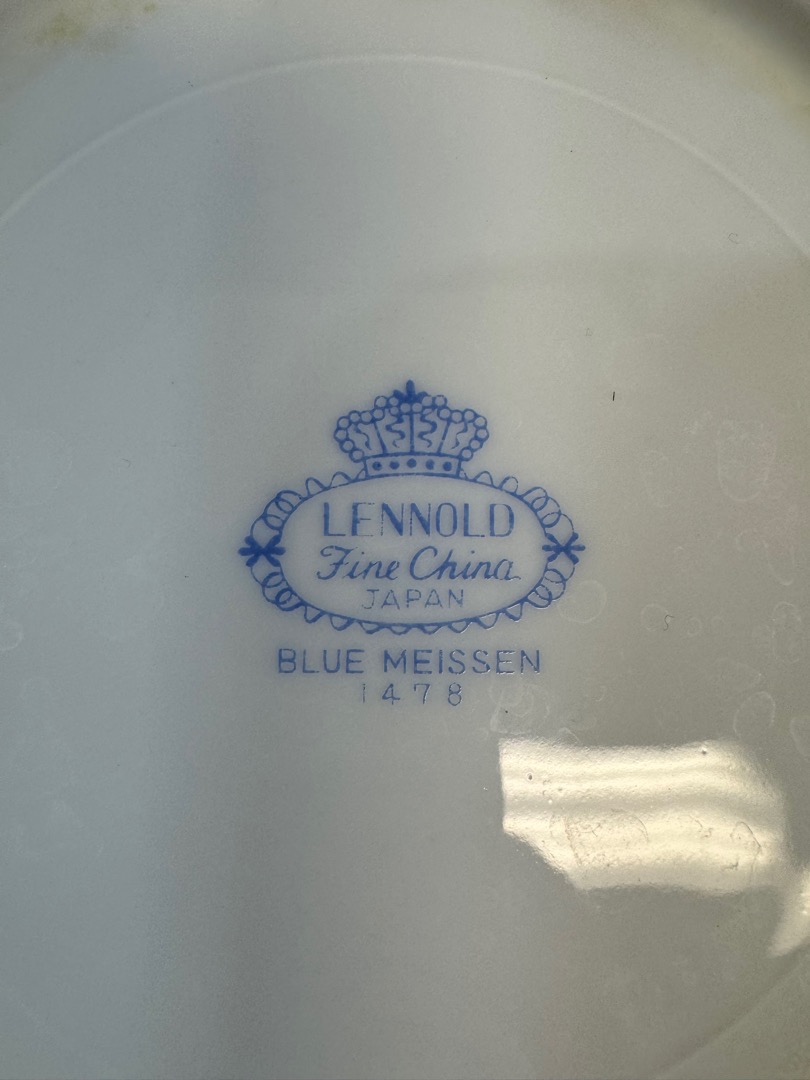 LENNOLD
Fine China
JAPAN
BLUE MEISSEN
1478